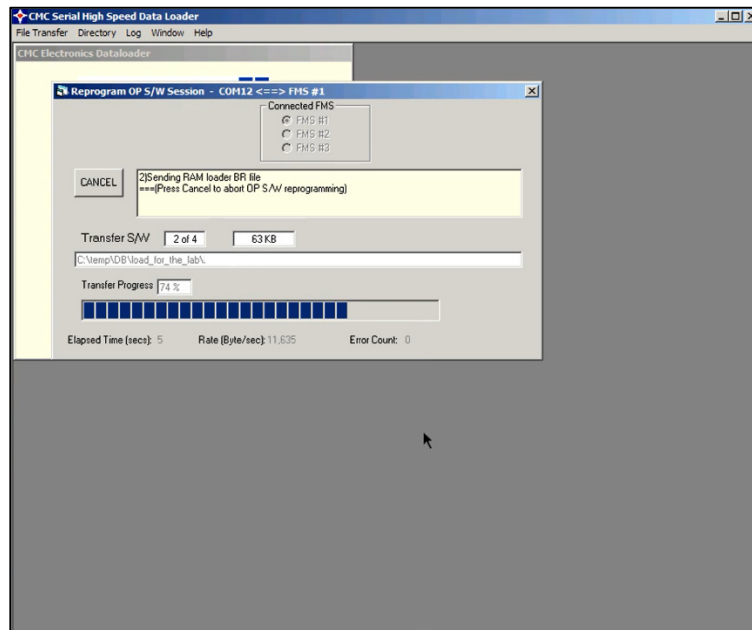 CMC Serial High Speed Data Loader
File Transfer Directory Log Window Help
CMC Electronics Dataloader
Reprogram OP S/W Session - COM12 <==> FMS #1
Connected FMS
FMS #1
FMS #2
FMS #3
CANCEL
2)Sending RAM loader BR file
===(Press Cancel to abort OP S/W reprogramming)
Transfer S/W 2 of 4 63 KB
C:\temp\DB\load_for_the_lab\.
Transfer Progress 74 %
Elapsed Time (secs): 5 Rate (Byte/sec): 11,635 Error Count: 0